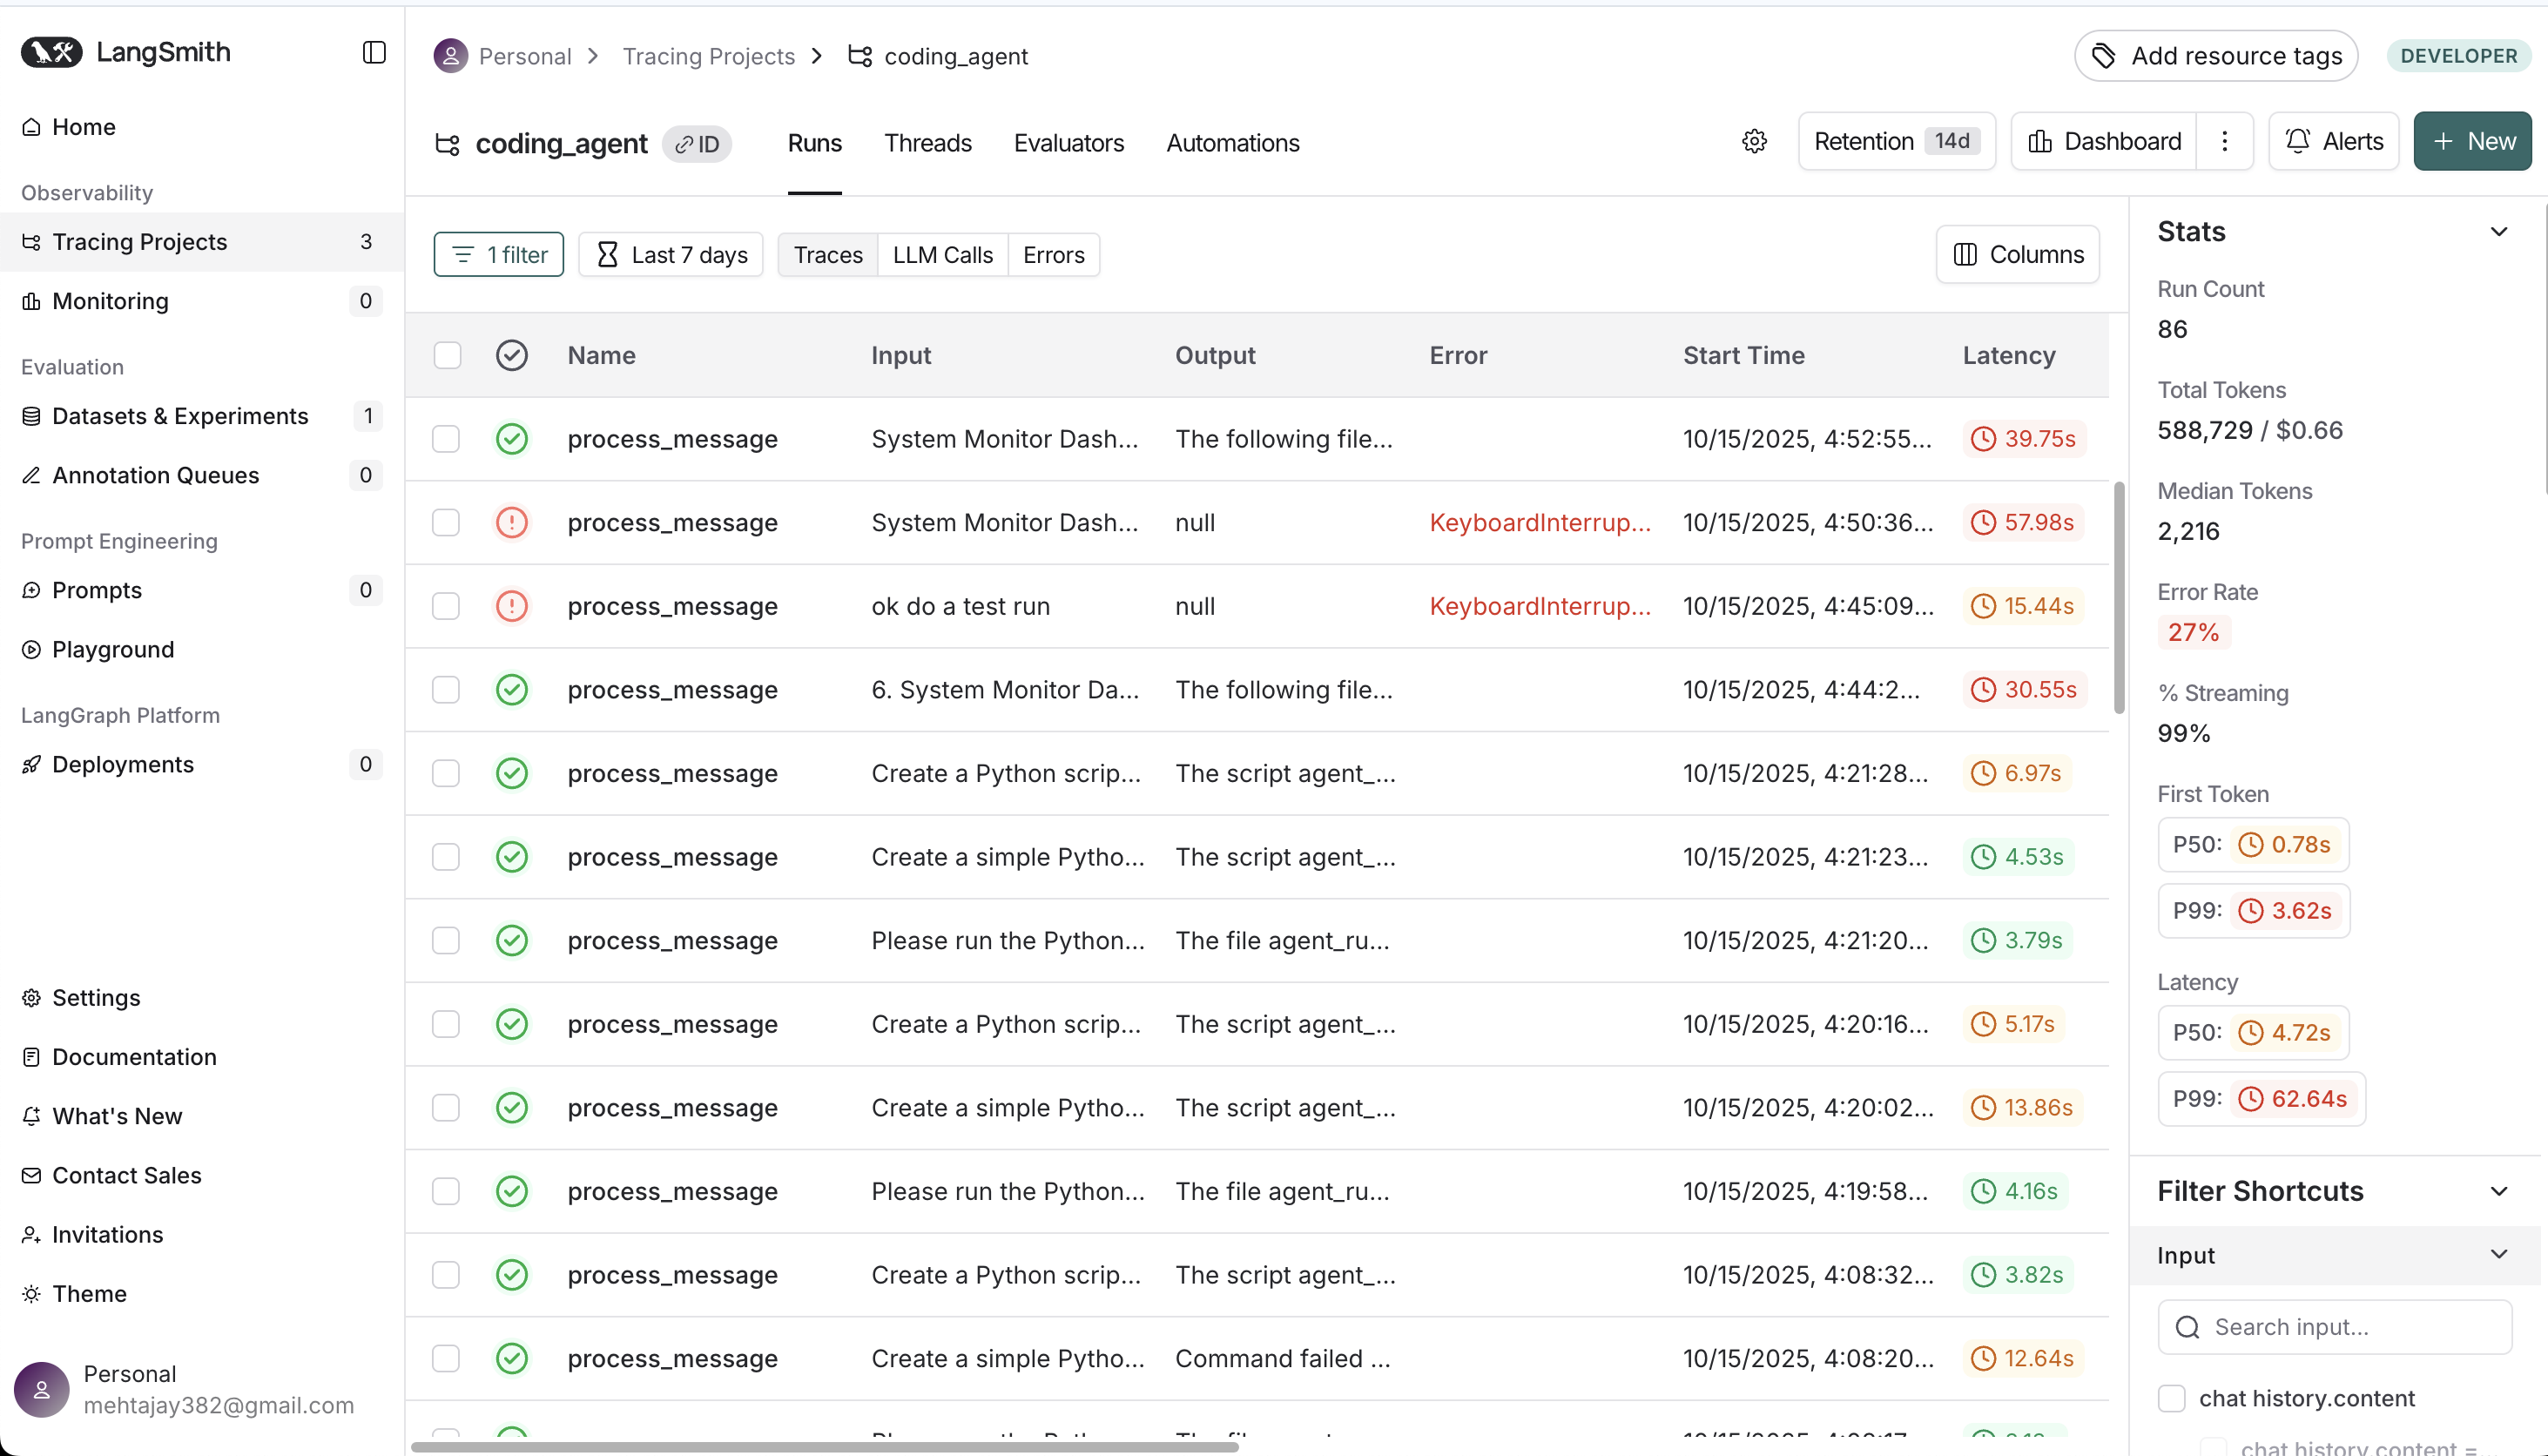 LangSmith
Home
Observability
Tracing Projects 3
Monitoring 0
Evaluation
Datasets & Experiments 1
Annotation Queues 0
Prompt Engineering
Prompts 0
Playground
LangGraph Platform
Deployments 0
Settings
Documentation
What's New
Contact Sales
Invitations
Theme
Personal
mehtajay382@gmail.com
Personal > Tracing Projects > coding_agent
Add resource tags
DEVELOPER
coding_agent ID
Runs Threads Evaluators Automations
Retention 14d
Dashboard
Alerts
+ New
1 filter
Last 7 days
Traces LLM Calls Errors
Columns
Name Input Output Error Start Time Latency
process_message System Monitor Dash... The following file... 10/15/2025, 4:52:55... 39.75s
process_message System Monitor Dash... null KeyboardInterrup... 10/15/2025, 4:50:36... 57.98s
process_message ok do a test run null KeyboardInterrup... 10/15/2025, 4:45:09... 15.44s
process_message 6. System Monitor Da... The following file... 10/15/2025, 4:44:2... 30.55s
process_message Create a Python scrip... The script agent_... 10/15/2025, 4:21:28... 6.97s
process_message Create a simple Pytho... The script agent_... 10/15/2025, 4:21:23... 4.53s
process_message Please run the Python... The file agent_ru... 10/15/2025, 4:21:20... 3.79s
process_message Create a Python scrip... The script agent_... 10/15/2025, 4:20:16... 5.17s
process_message Create a simple Pytho... The script agent_... 10/15/2025, 4:20:02... 13.86s
process_message Please run the Python... The file agent_ru... 10/15/2025, 4:19:58... 4.16s
process_message Create a Python scrip... The script agent_... 10/15/2025, 4:08:32... 3.82s
process_message Create a simple Pytho... Command failed ... 10/15/2025, 4:08:20... 12.64s
Stats
Run Count
86
Total Tokens
588,729 / $0.66
Median Tokens
2,216
Error Rate
27%
% Streaming
99%
First Token
P50: 0.78s
P99: 3.62s
Latency
P50: 4.72s
P99: 62.64s
Filter Shortcuts
Input
Search input...
chat history.content
chat history.content =